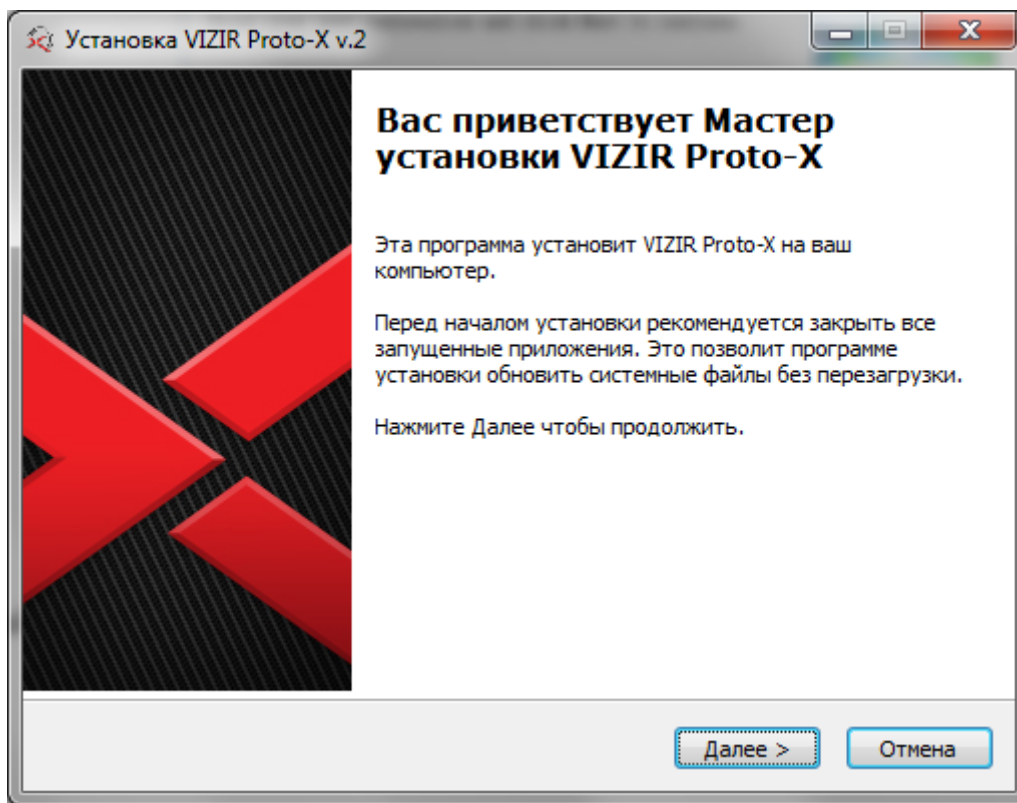 Установка VIZIR Proto-X v.2
Вас приветствует Мастер
установки VIZIR Proto-X
Эта программа установит VIZIR Proto-X на ваш
компьютер.
Перед началом установки рекомендуется закрыть все
запущенные приложения. Это позволит программе
установки обновить системные файлы без перезагрузки.
Нажмите Далее чтобы продолжить.
Далее >
Отмена